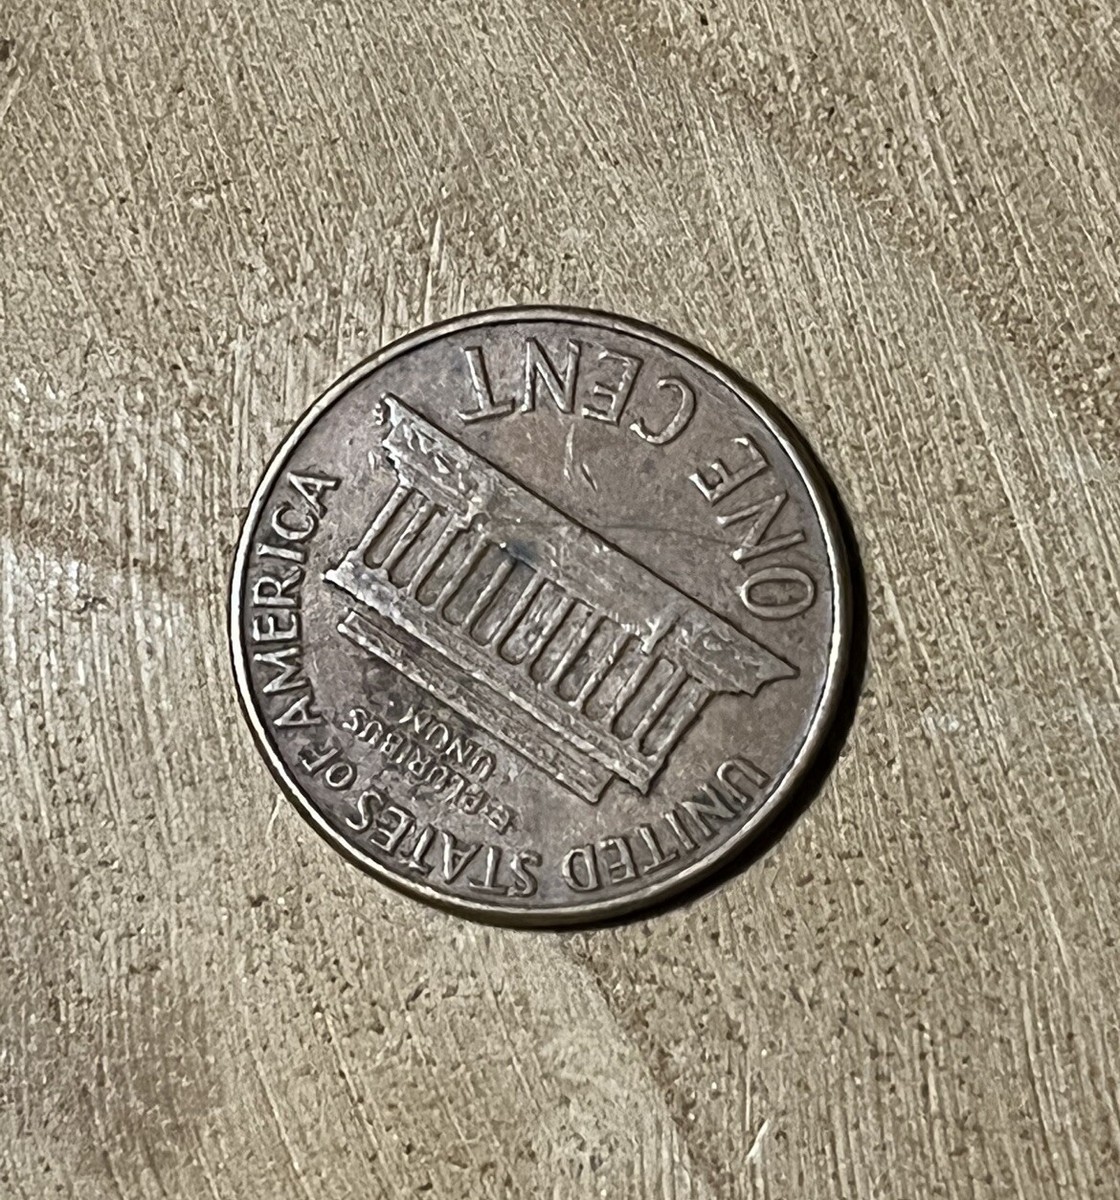 UNITED STATES OF AMERICA
E PLURIBUS
UNUM
ONE CENT